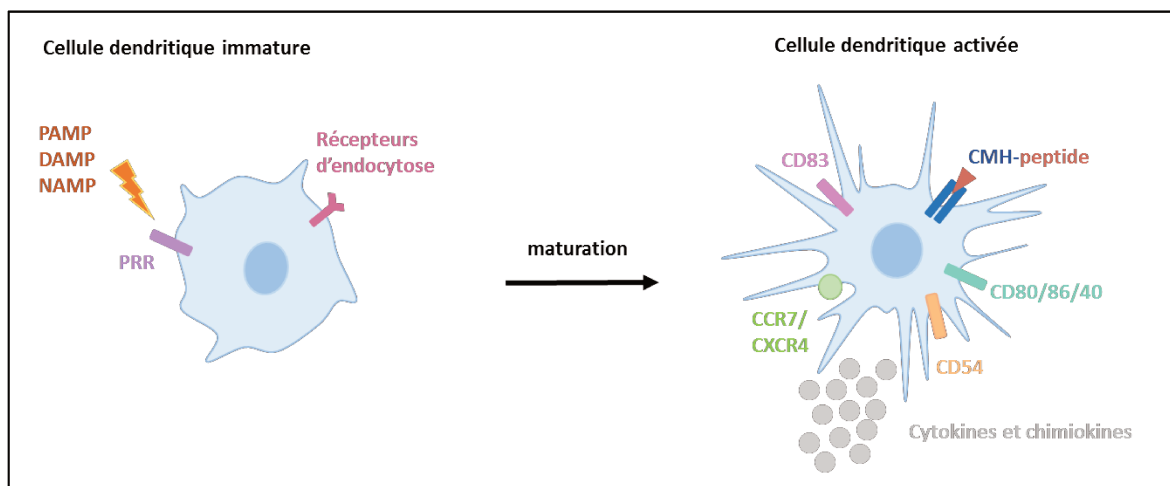 Cellule dendritique immature
PAMP
DAMP
NAMP
Récepteurs
d'endocytose
PRR
maturation
Cellule dendritique activée
CD83
CMH-peptide
CD80/86/40
CCR7/
CXCR4
CD54
Cytokines et chimiokines